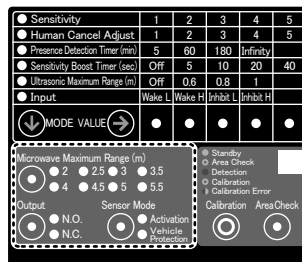 Sensitivity 1 2 3 4 5
Human Cancel Adjust 1 2 3 4 5
Presence Detection Timer (min) 5 60 180 Infinity
Sensitivity Boost Timer (sec) Off 5 10 20 40
Ultrasonic Maximum Range (m) Off 0.6 0.8 1
Input Wake L Wake H Inhibit L Inhibit H
MODE VALUE
Microwave Maximum Range (m)
2 2.5 3 3.5
4 4.5 5 5.5
Output Sensor Mode
N.O. Activation
N.C. Vehicle
Protection
Standby
Area Check
Detection
Calibration
Calibration Error
Calibration Area Check